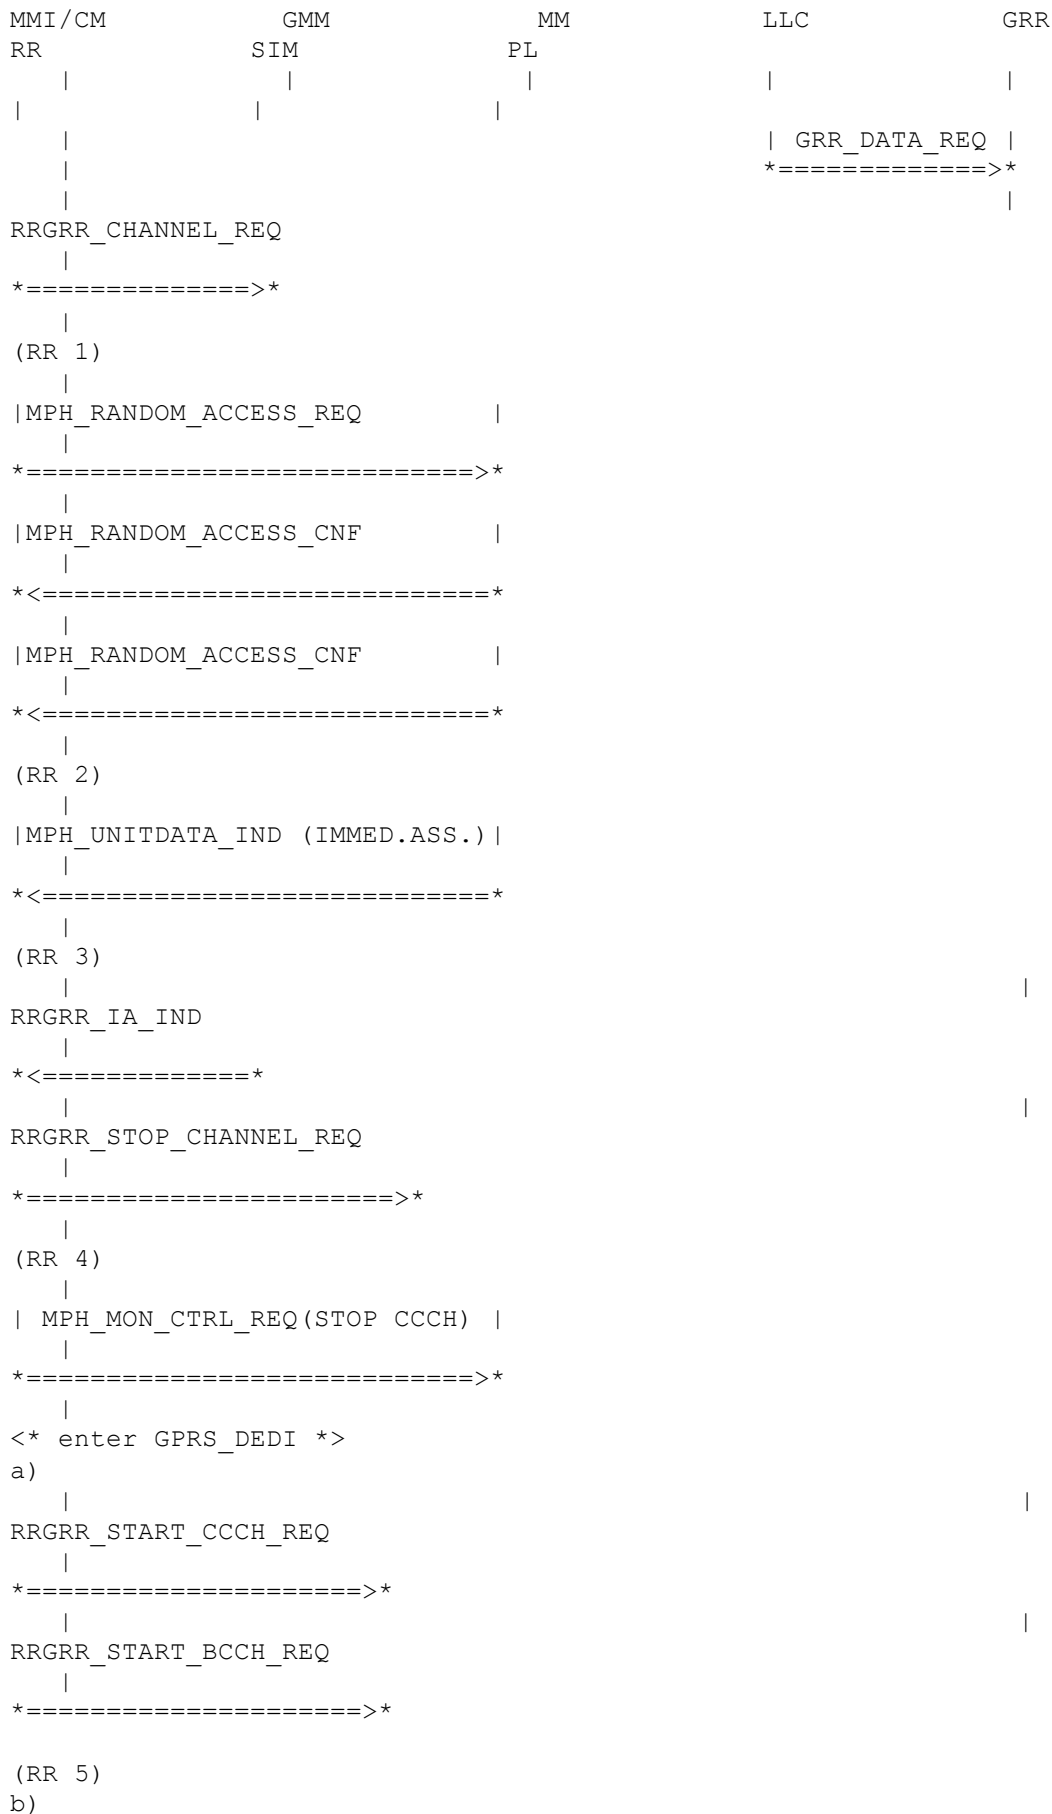 MMI/CM GMM MM LLC GRR
RR SIM PL
| | | | |
| | |
| | GRR_DATA_REQ |
| *=============>*
| |
RRGRR_CHANNEL_REQ
|
*==============>*
|
(RR 1)
|
|MPH_RANDOM_ACCESS_REQ |
|
*============================>*
|
|MPH_RANDOM_ACCESS_CNF |
|
*<============================*
|
|MPH_RANDOM_ACCESS_CNF |
|
*<============================*
|
(RR 2)
|
|MPH_UNITDATA_IND (IMMED.ASS.)|
|
*<============================*
|
(RR 3)
| |
RRGRR_IA_IND
|
*<=============*
| |
RRGRR_STOP_CHANNEL_REQ
|
*=======================>*
|
(RR 4)
|
| MPH_MON_CTRL_REQ(STOP CCCH) |
|
*============================>*
|
<* enter GPRS_DEDI *>
a)
| |
RRGRR_START_CCCH_REQ
|
*=====================>*
| |
RRGRR_START_BCCH_REQ
|
*=====================>*
(RR 5)
b)